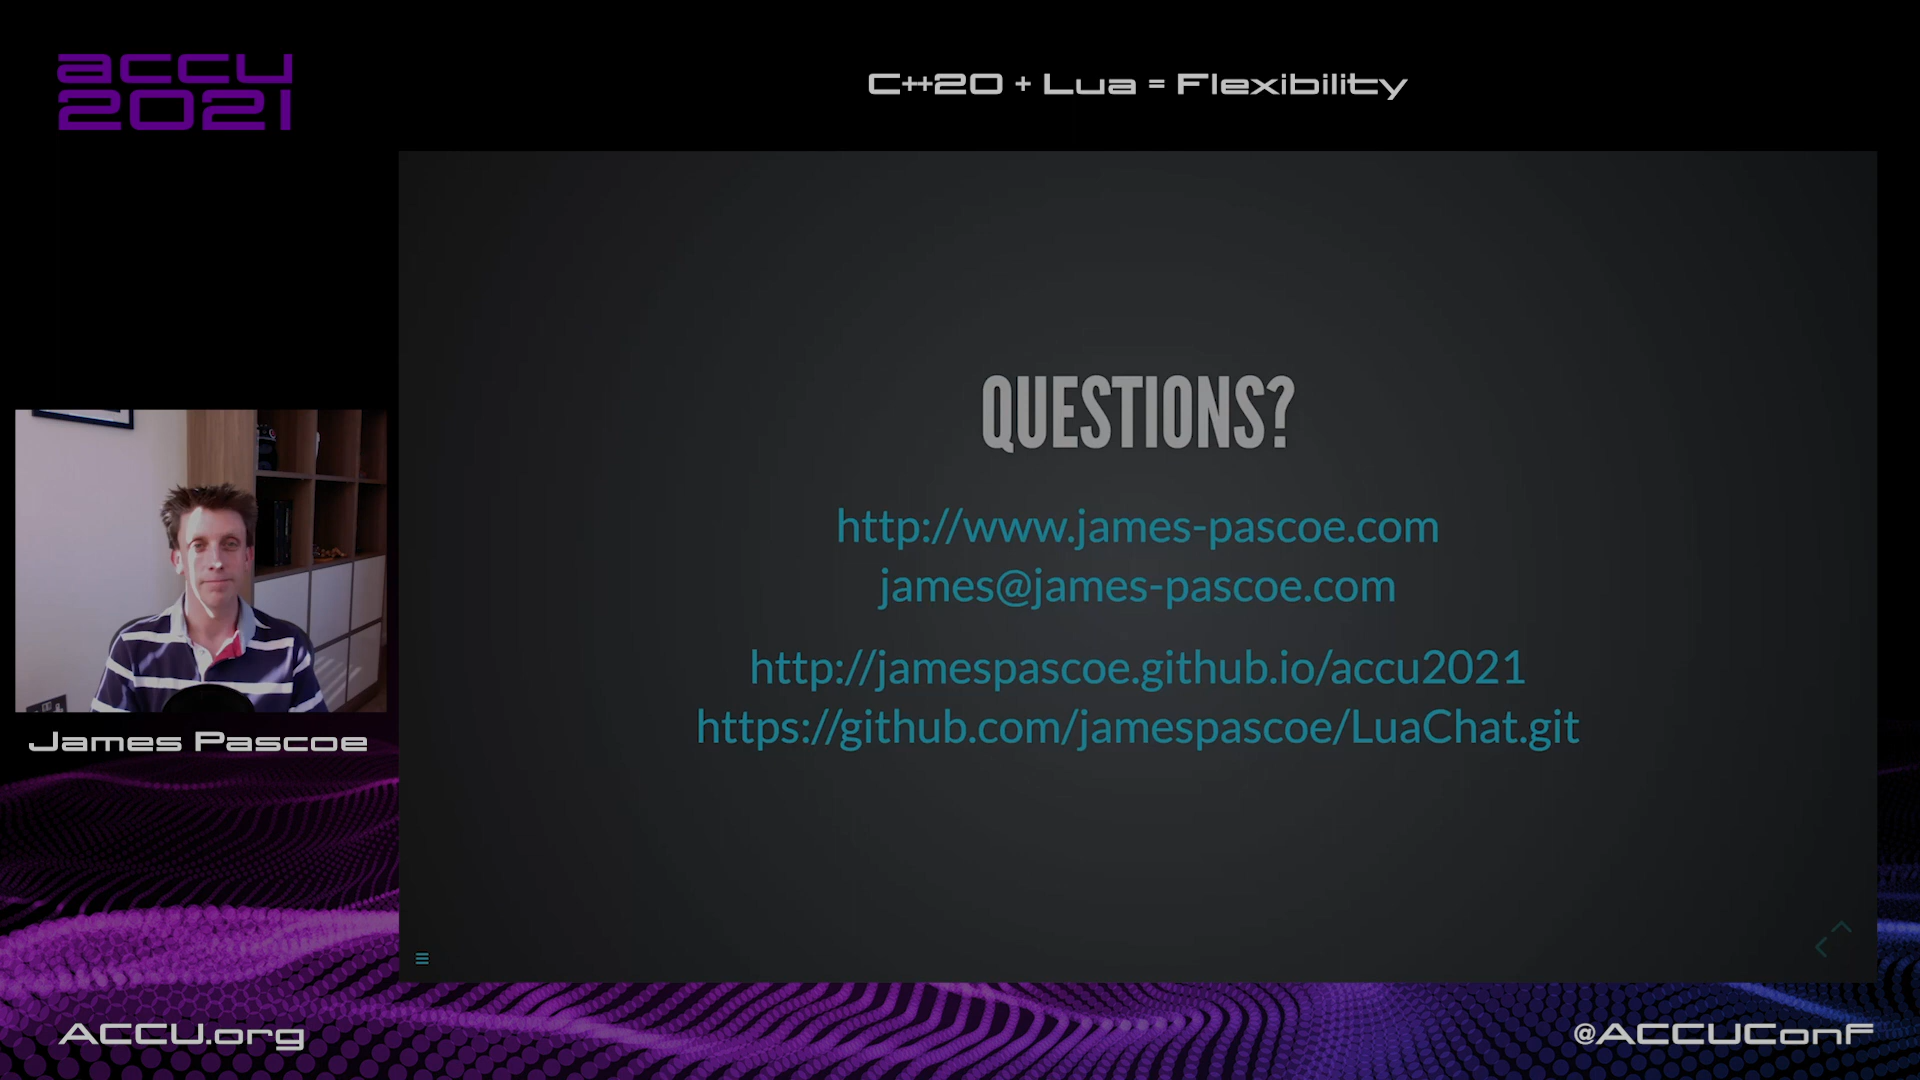 accu
2021
C++20 + Lua = Flexibility
QUESTIONS?
http://www.james-pascoe.com
james@james-pascoe.com
http://jamespascoe.github.io/accu2021
https://github.com/jamespascoe/LuaChat.git
James Pascoe
ACCU.org
@ACCUConf